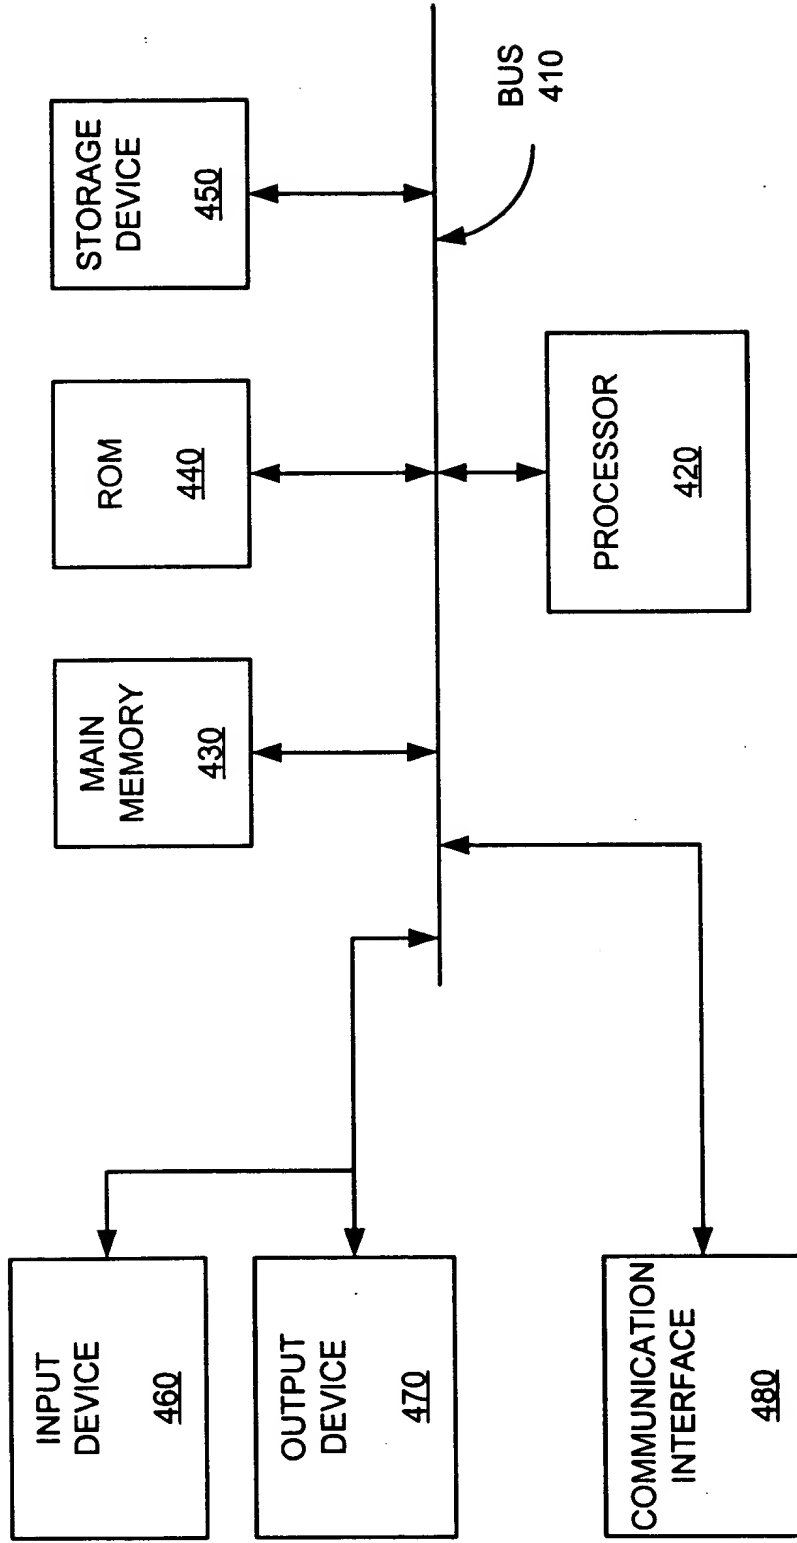 MAIN
MEMORY
430
ROM
440
STORAGE
DEVICE
450
INPUT
DEVICE
460
OUTPUT
DEVICE
470
BUS
410
PROCESSOR
420
COMMUNICATION
INTERFACE
480